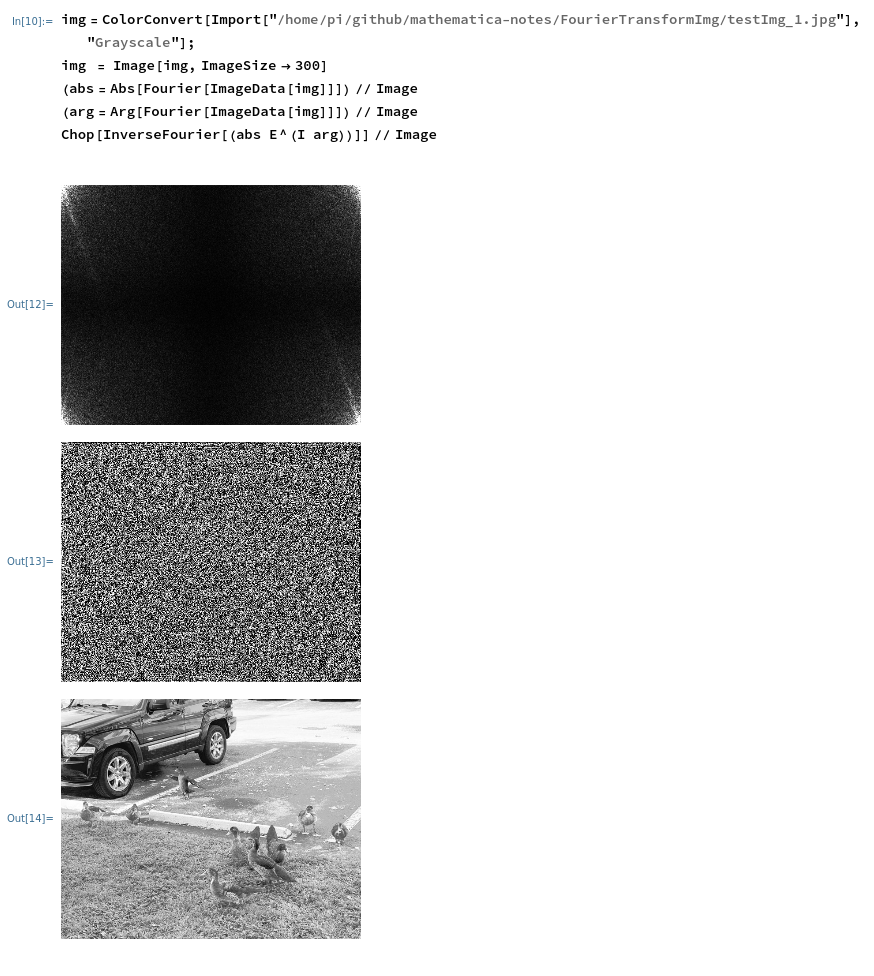 In[10]:= img = ColorConvert[Import["/home/pi/github/mathematica-notes/FourierTransformImg/testImg_1.jpg"],
"Grayscale"];
img = Image[img, ImageSize → 300]
(abs = Abs[Fourier[ImageData[img]]]) // Image
(arg = Arg[Fourier[ImageData[img]]]) // Image
Chop[InverseFourier[(abs E^(I arg))]] // Image
Out[12]=
Out[13]=
Out[14]=